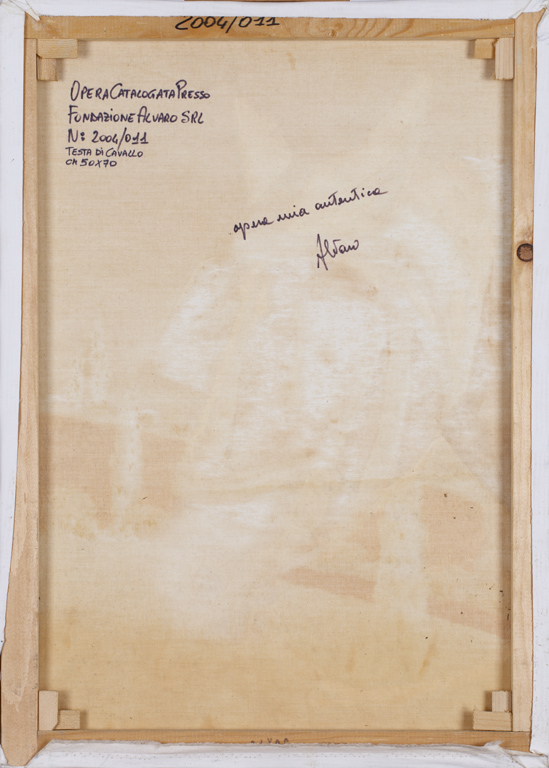 2004/011
OPERA CATALOGATA PRESSO
FONDAZIONE ALVARO SRL
N: 2004/011
TESTA DI CAVALLO
CM 50X70
opera mia autentica
Alvaro